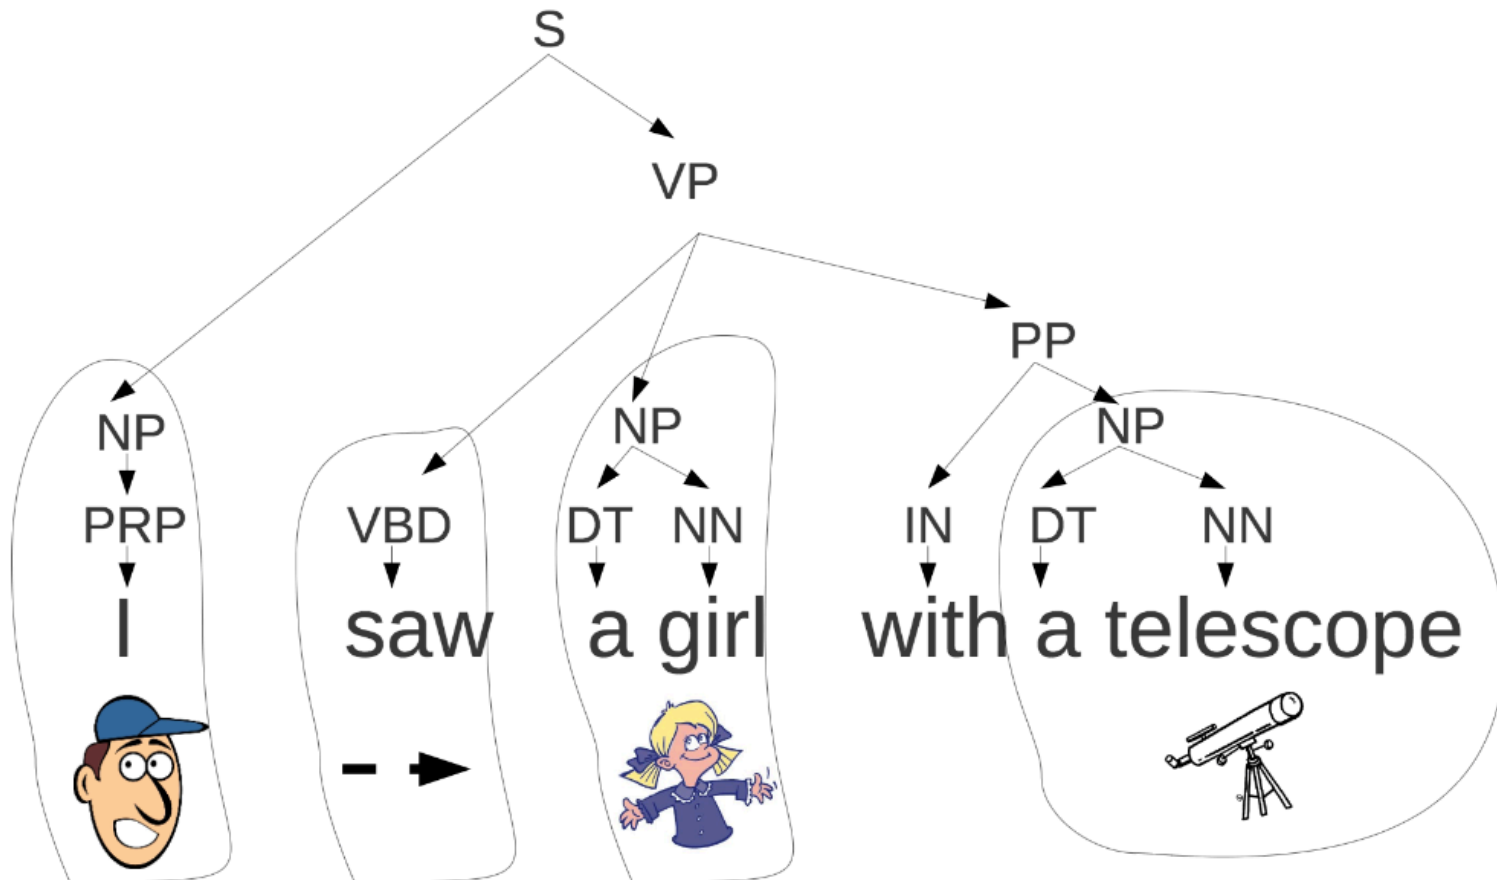 S
VP
PP
NP NP NP
PRP VBD DT NN IN DT NN
I saw a girl with a telescope